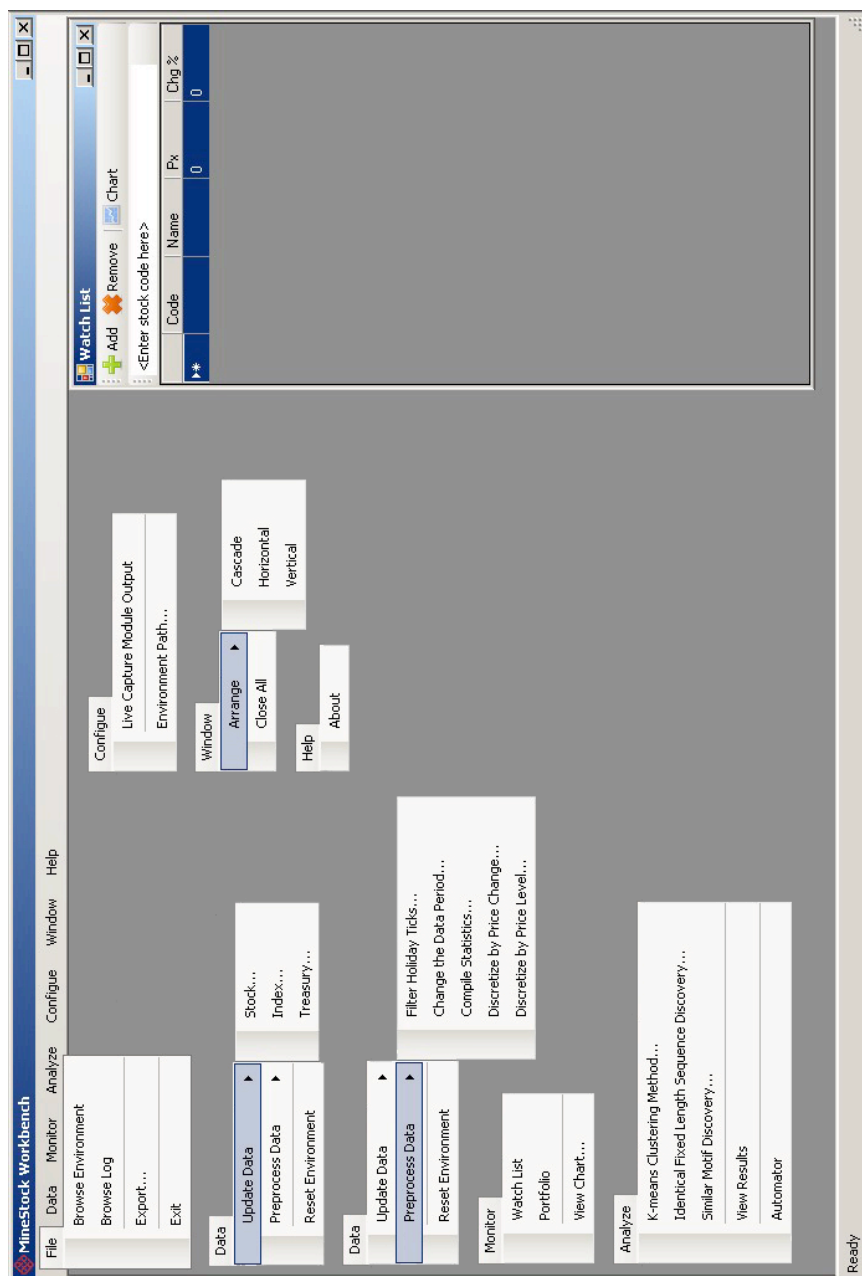 MineStock Workbench
File Data Monitor Analyze Configue Window Help
Browse Environment
Browse Log
Export...
Exit
Data
Update Data
Preprocess Data
Reset Environment
Stock...
Index...
Treasury...
Data
Update Data
Preprocess Data
Reset Environment
Filter Holiday Ticks...
Change the Data Period...
Compile Statistics...
Discretize by Price Change...
Discretize by Price Level...
Monitor
Watch List
Portfolio
View Chart...
Analyze
K-means Clustering Method...
Identical Fixed Length Sequence Discovery...
Similar Motif Discovery...
View Results
Automator
Configue
Live Capture Module Output
Environment Path...
Window
Arrange
Close All
Cascade
Horizontal
Vertical
Help
About
Watch List
Add Remove Chart
<Enter stock code here>
Code Name Px Chg %
0 0
Ready